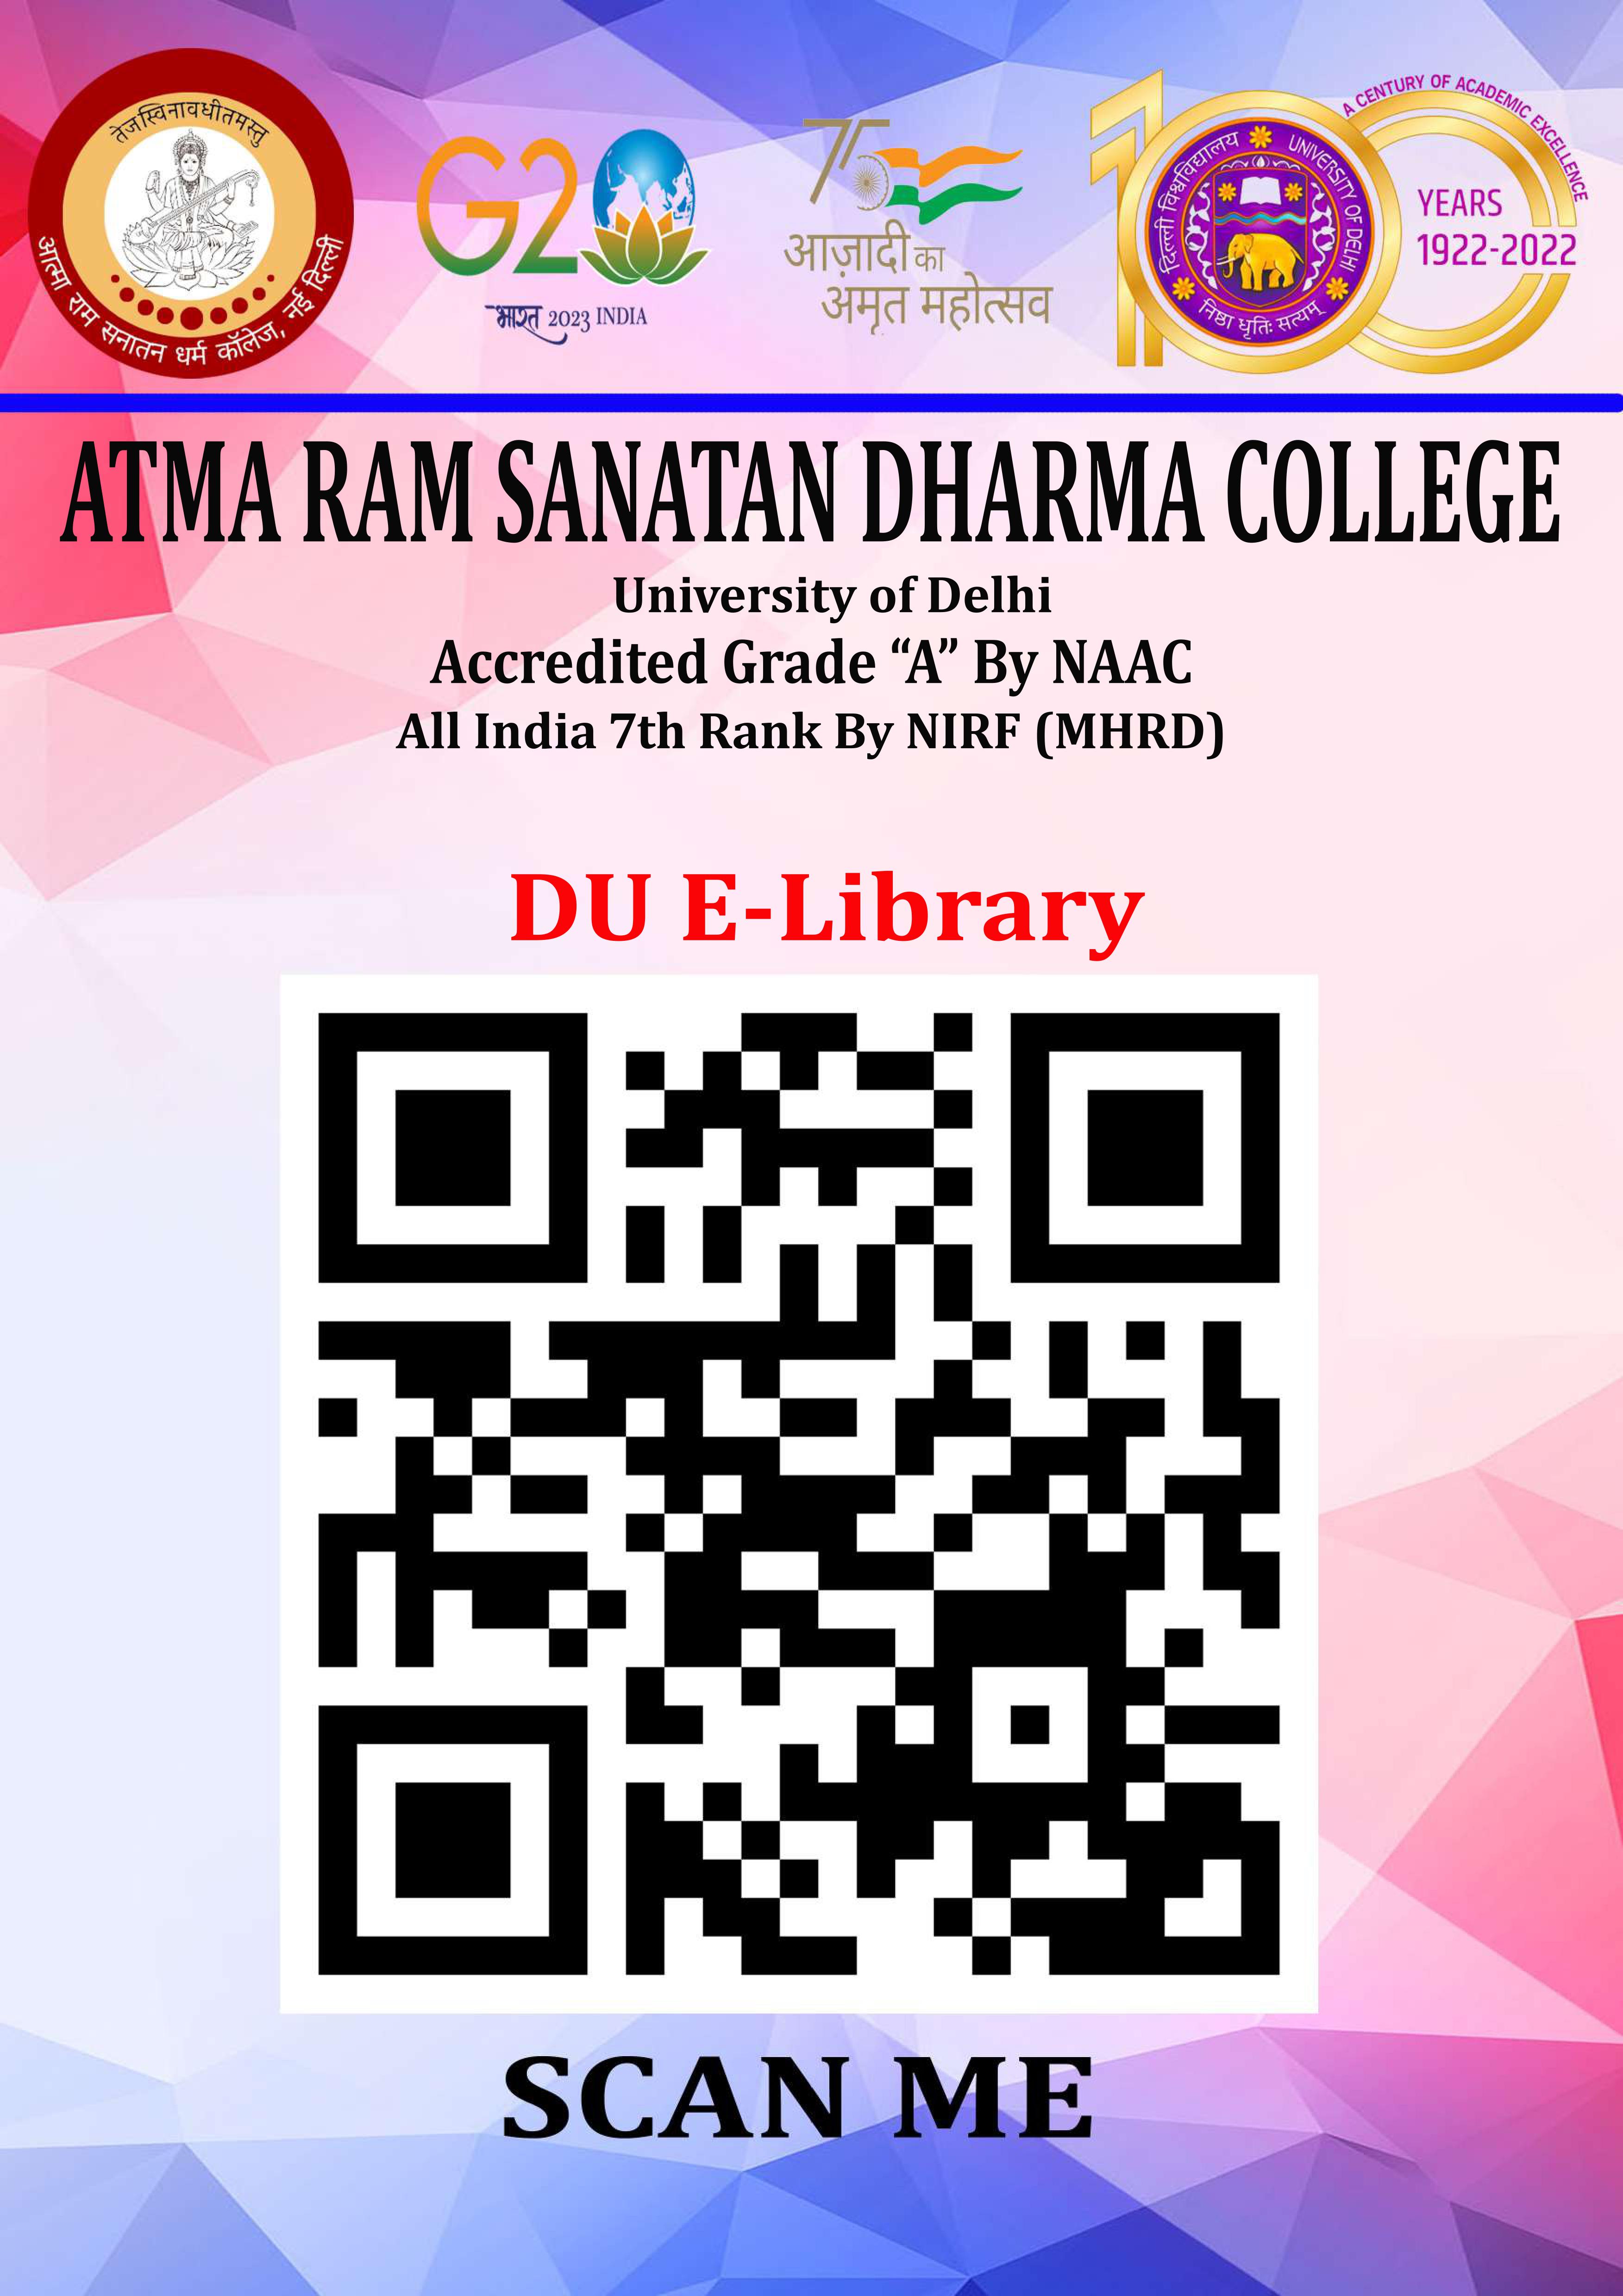 तेजस्विनावधीतमस्तु
आत्मा राम सनातन धर्म कॉलेज, नई दिल्ली
G20
भारत 2023 INDIA
75
आज़ादी का
अमृत महोत्सव
100
A CENTURY OF ACADEMIC EXCELLENCE
दिल्ली विश्वविद्यालय
UNIVERSITY OF DELHI
निष्ठा धृतिः सत्यम्
YEARS
1922-2022
ATMA RAM SANATAN DHARMA COLLEGE
University of Delhi
Accredited Grade “A” By NAAC
All India 7th Rank By NIRF (MHRD)
DU E-Library
SCAN ME